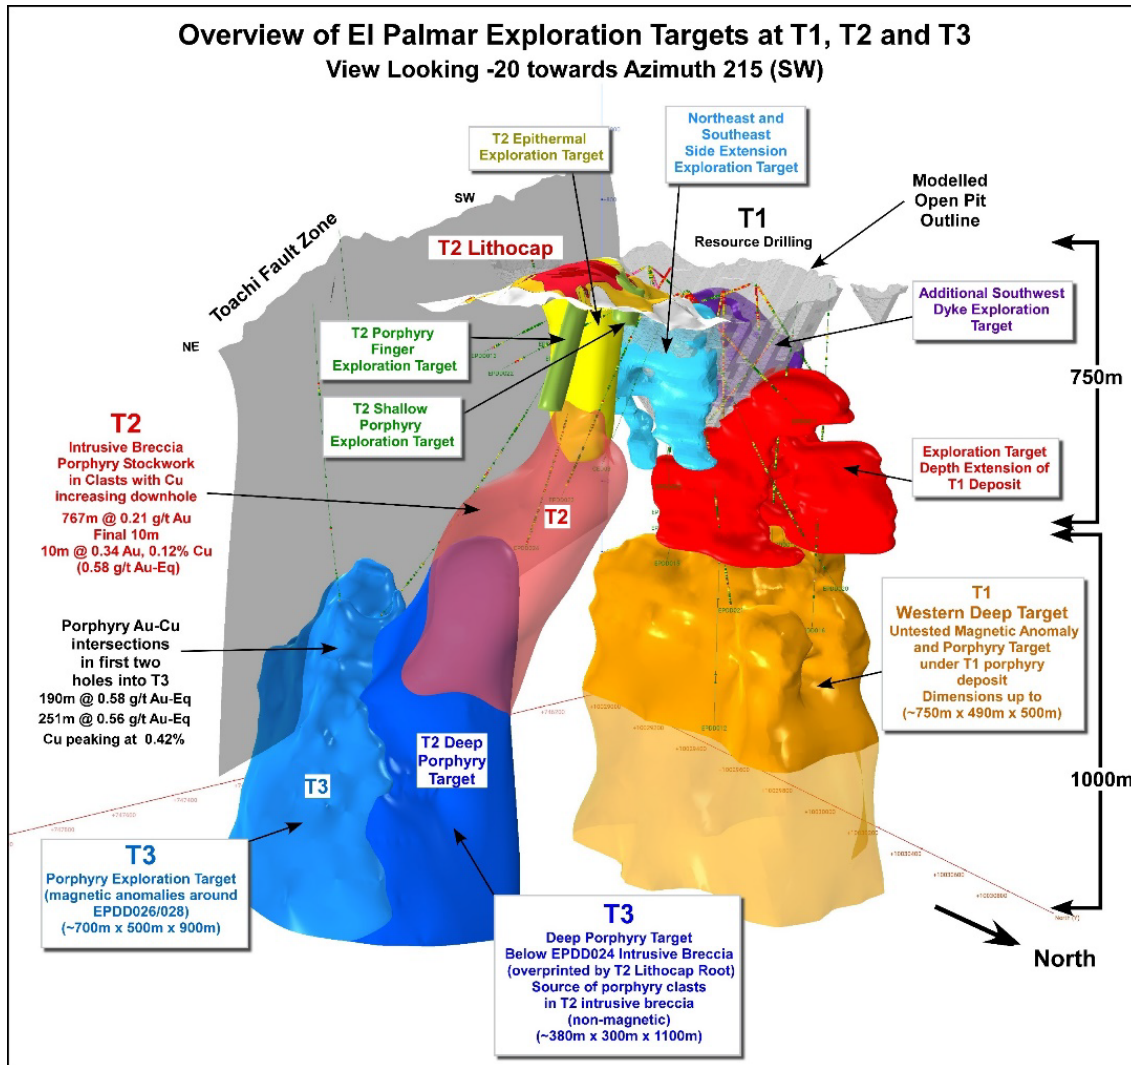 Overview of El Palmar Exploration Targets at T1, T2 and T3
View Looking -20 towards Azimuth 215 (SW)
T2 Epithermal
Exploration Target
Northeast and
Southeast
Side Extension
Exploration Target
SW
Modelled
Open Pit
Outline
T1
Resource Drilling
T2 Lithocap
Toachi Fault Zone
NE
Additional Southwest
Dyke Exploration
Target
T2 Porphyry
Finger
Exploration Target
750m
T2 Shallow
Porphyry
Exploration Target
T2
Intrusive Breccia
Porphyry Stockwork
in Clasts with Cu
increasing downhole
767m @ 0.21 g/t Au
Final 10m
10m @ 0.34 Au, 0.12% Cu
(0.58 g/t Au-Eq)
Exploration Target
Depth Extension of
T1 Deposit
T2
T1
Western Deep Target
Untested Magnetic Anomaly
and Porphyry Target
under T1 porphyry
deposit
Dimensions up to
(~750m x 490m x 500m)
Porphyry Au-Cu
intersections
in first two
holes into T3
190m @ 0.58 g/t Au-Eq
251m @ 0.56 g/t Au-Eq
Cu peaking at 0.42%
T2 Deep
Porphyry
Target
T3
1000m
T3
Porphyry Exploration Target
(magnetic anomalies around
EPDD026/028)
(~700m x 500m x 900m)
T3
Deep Porphyry Target
Below EPDD024 Intrusive Breccia
(overprinted by T2 Lithocap Root)
Source of porphyry clasts
in T2 intrusive breccia
(non-magnetic)
(~380m x 300m x 1100m)
North (Y)
North